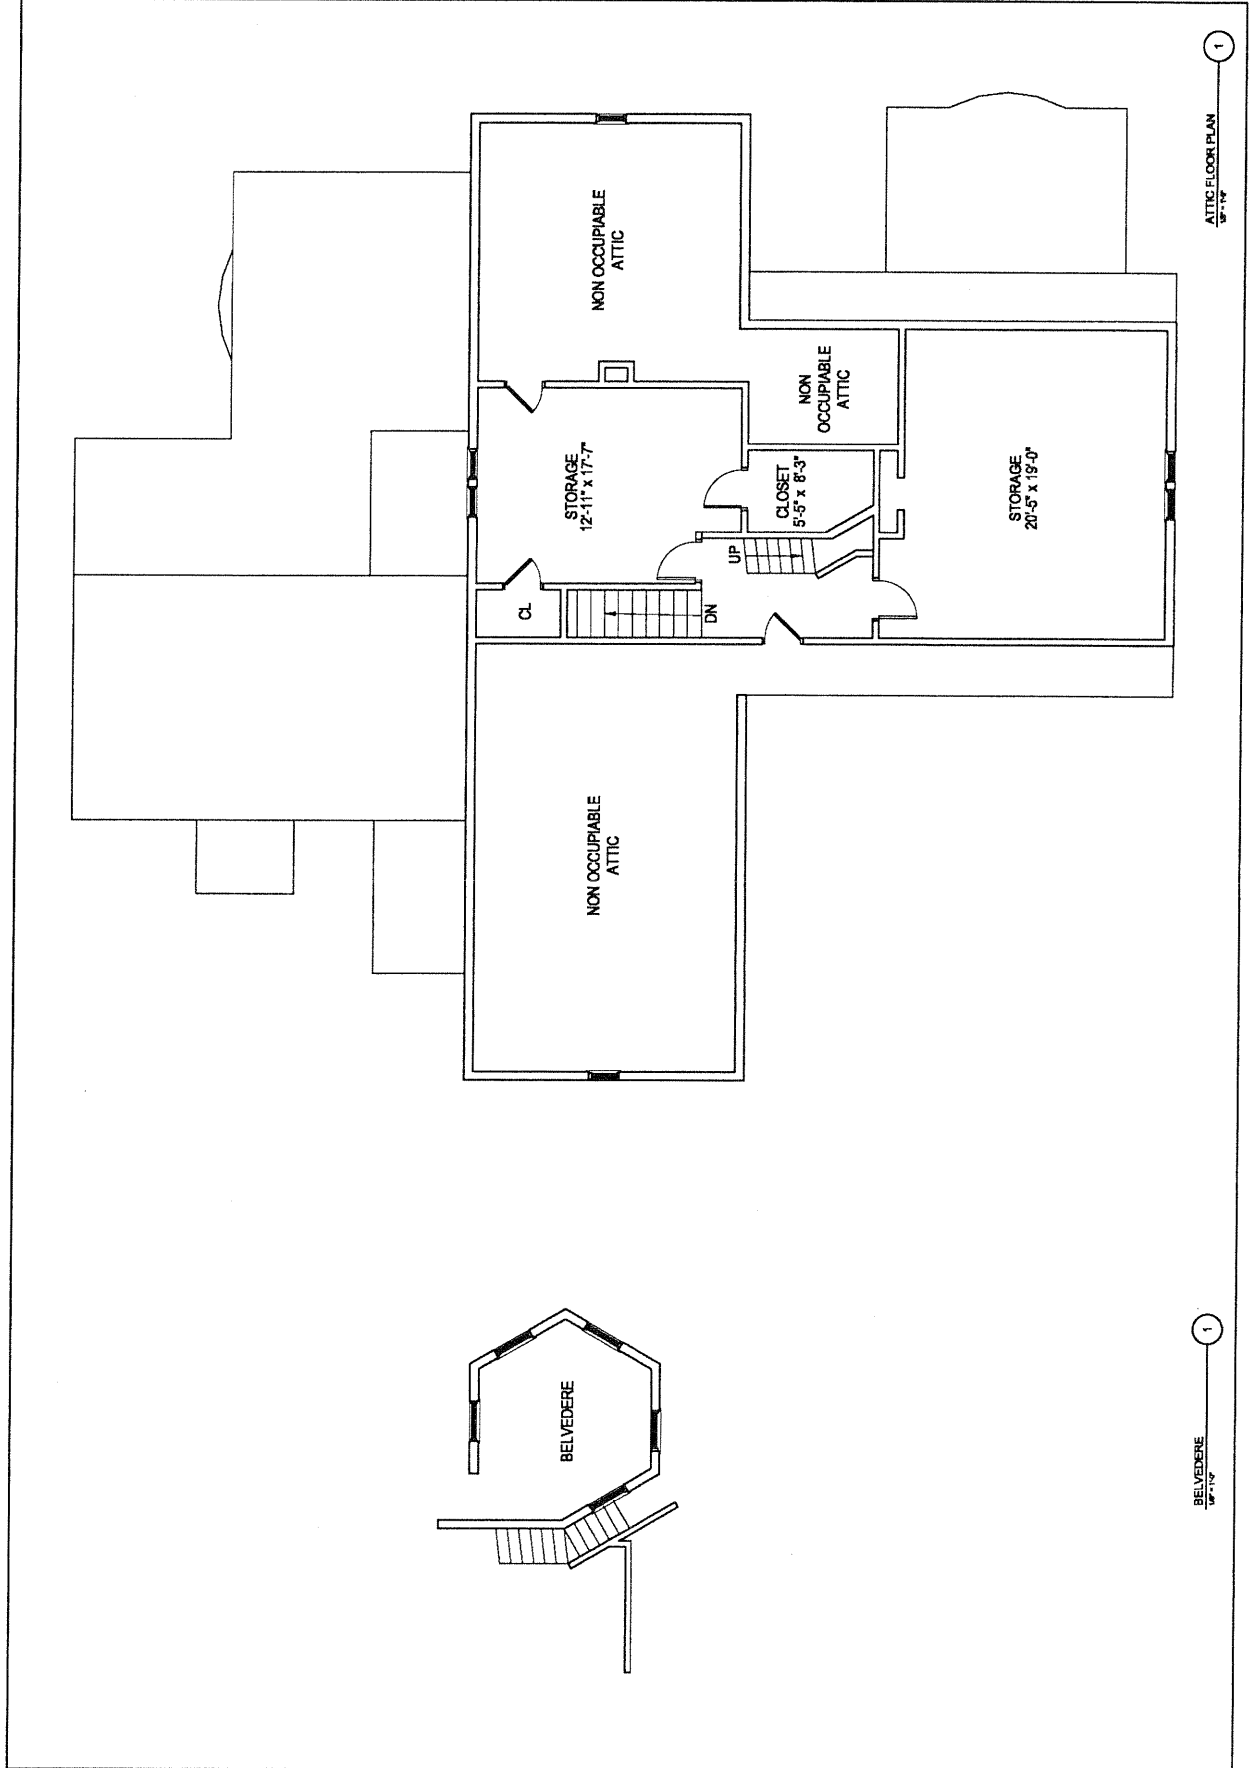 NON OCCUPIABLE
ATTIC
NON
OCCUPIABLE
ATTIC
STORAGE
12'-11" x 17'-7"
CLOSET
5'-5" x 8'-3"
STORAGE
20'-5" x 19'-0"
UP
CL
DN
NON OCCUPIABLE
ATTIC
ATTIC FLOOR PLAN
1
BELVEDERE
BELVEDERE
1